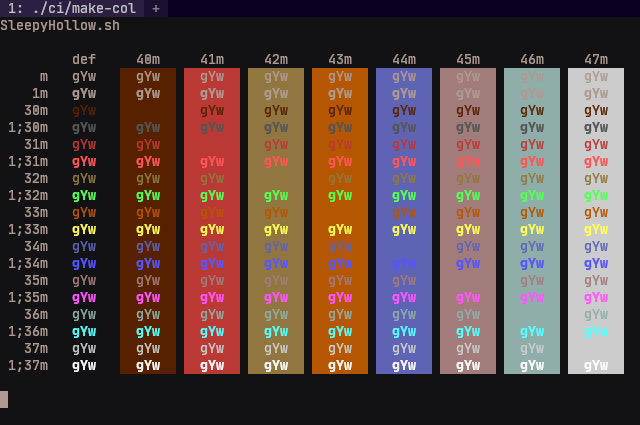 1: ./ci/make-col +
SleepyHollow.sh
def 40m 41m 42m 43m 44m 45m 46m 47m
m gYw gYw gYw gYw gYw gYw gYw gYw gYw
1m gYw gYw gYw gYw gYw gYw gYw gYw gYw
30m gYw gYw gYw gYw gYw gYw gYw gYw
1;30m gYw gYw gYw gYw gYw gYw gYw gYw gYw
31m gYw gYw gYw gYw gYw gYw gYw gYw
1;31m gYw gYw gYw gYw gYw gYw gYw gYw gYw
32m gYw gYw gYw gYw gYw gYw gYw gYw
1;32m gYw gYw gYw gYw gYw gYw gYw gYw gYw
33m gYw gYw gYw gYw gYw gYw gYw gYw
1;33m gYw gYw gYw gYw gYw gYw gYw gYw gYw
34m gYw gYw gYw gYw gYw gYw gYw gYw
1;34m gYw gYw gYw gYw gYw gYw gYw gYw gYw
35m gYw gYw gYw gYw gYw gYw gYw gYw
1;35m gYw gYw gYw gYw gYw gYw gYw gYw gYw
36m gYw gYw gYw gYw gYw gYw gYw gYw
1;36m gYw gYw gYw gYw gYw gYw gYw gYw gYw
37m gYw gYw gYw gYw gYw gYw gYw gYw
1;37m gYw gYw gYw gYw gYw gYw gYw gYw gYw